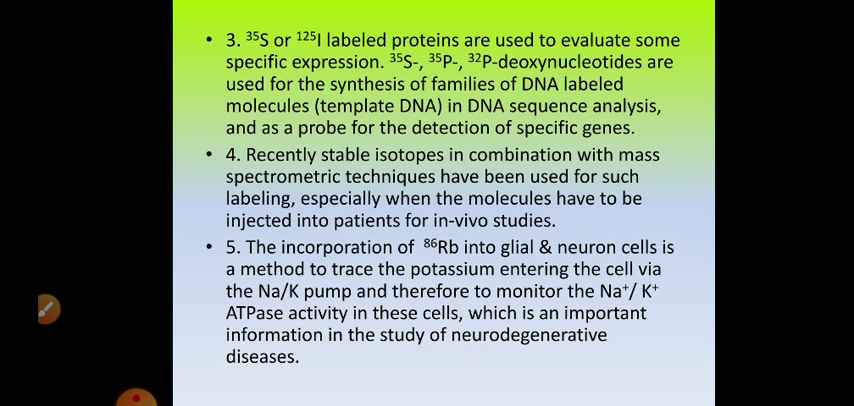 • 3. ³⁵S or ¹²⁵I labeled proteins are used to evaluate some
specific expression. ³⁵S-, ³⁵P-, ³²P-deoxynucleotides are
used for the synthesis of families of DNA labeled
molecules (template DNA) in DNA sequence analysis,
and as a probe for the detection of specific genes.
• 4. Recently stable isotopes in combination with mass
spectrometric techniques have been used for such
labeling, especially when the molecules have to be
injected into patients for in-vivo studies.
• 5. The incorporation of ⁸⁶Rb into glial & neuron cells is
a method to trace the potassium entering the cell via
the Na/K pump and therefore to monitor the Na⁺/ K⁺
ATPase activity in these cells, which is an important
information in the study of neurodegenerative
diseases.